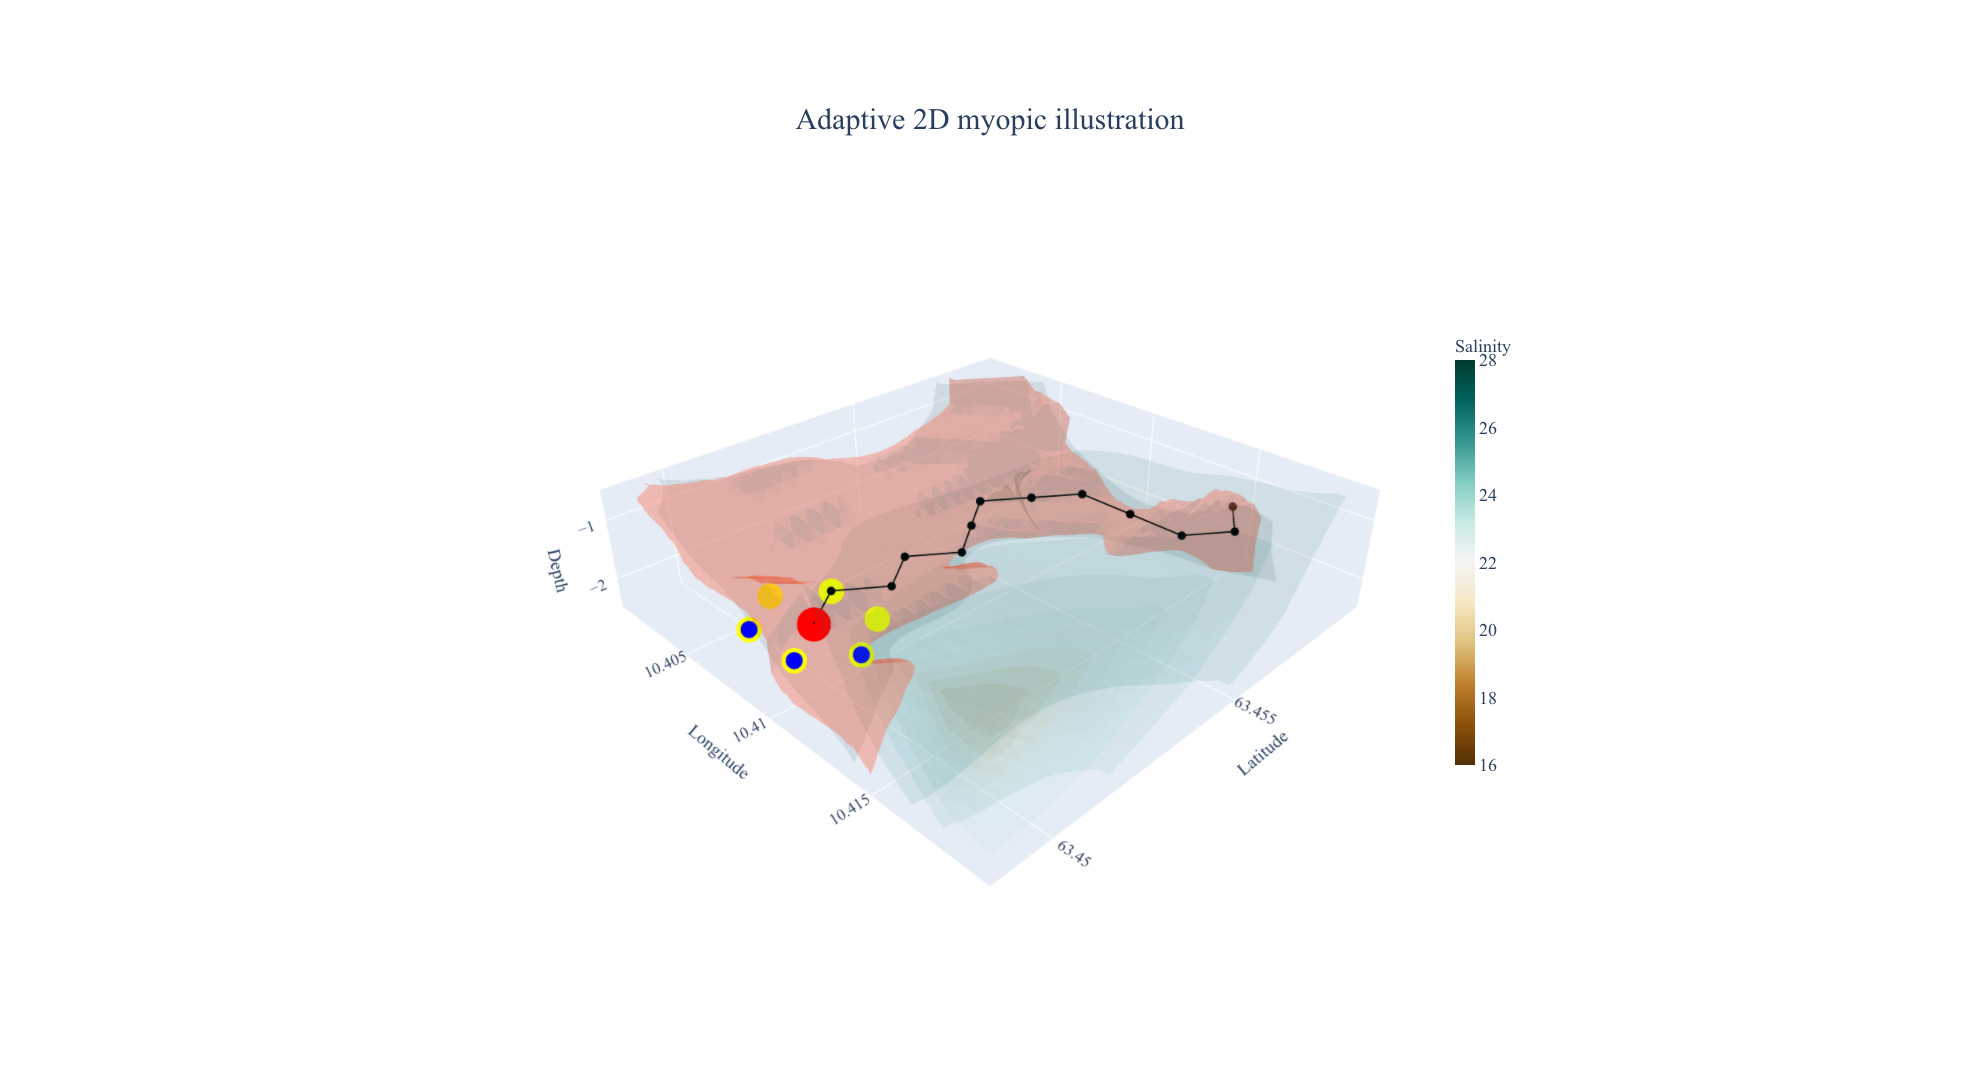 Adaptive 2D myopic illustration
Salinity
28
26
24
22
20
18
16
−1
−2
Depth
10.405
10.41
10.415
Longitude
63.455
63.45
Latitude